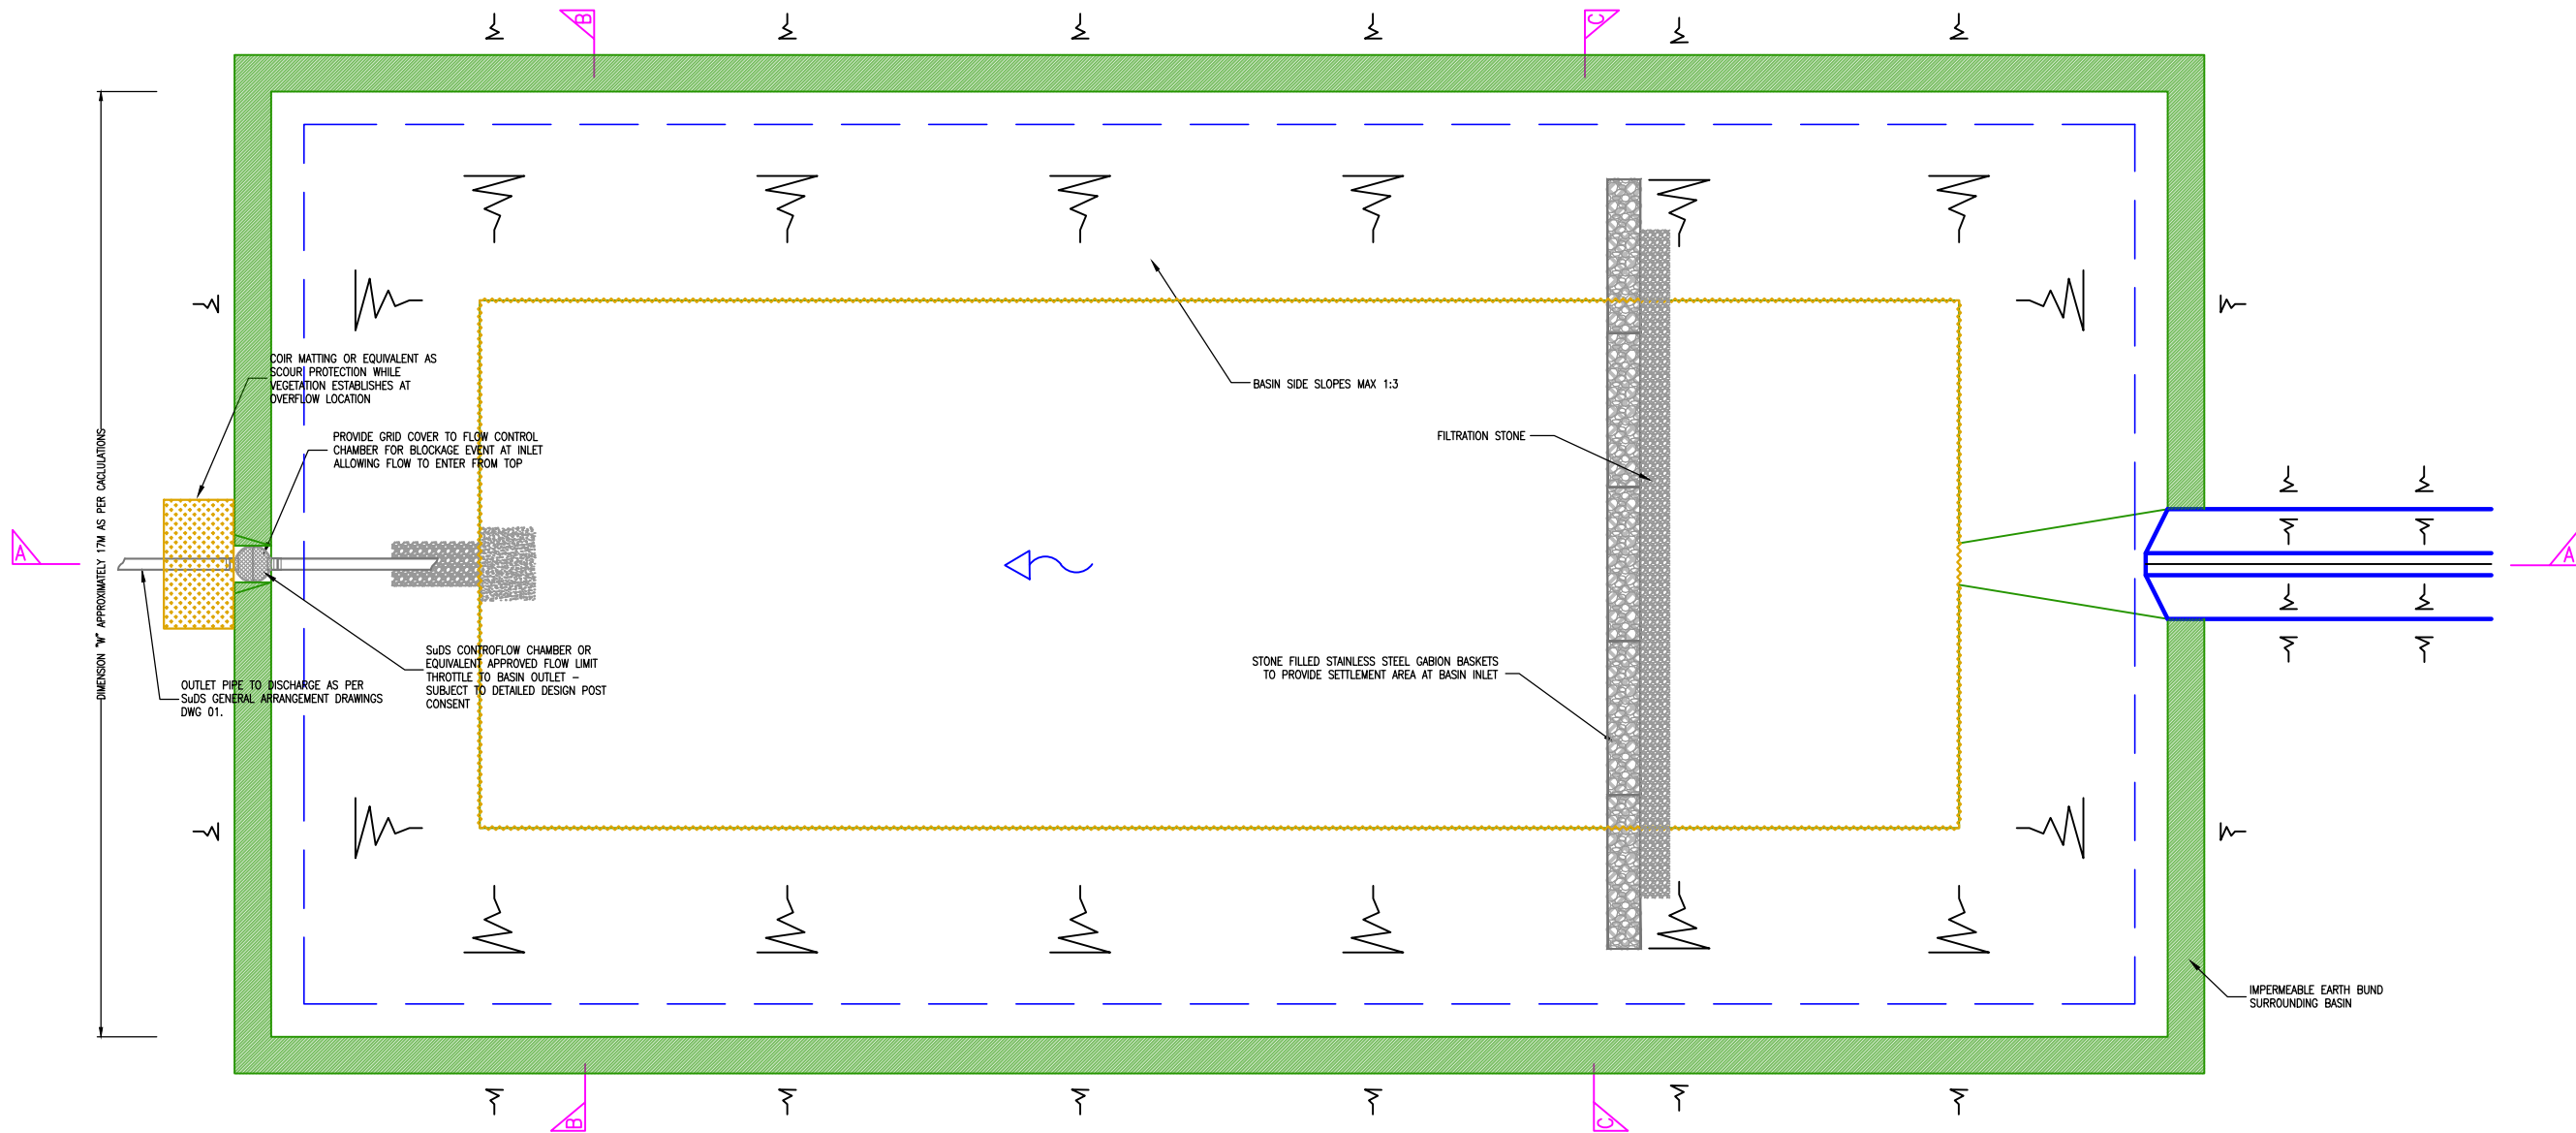 B
C
COIR MATTING OR EQUIVALENT AS
SCOUR PROTECTION WHILE
VEGETATION ESTABLISHES AT
OVERFLOW LOCATION
BASIN SIDE SLOPES MAX 1:3
PROVIDE GRID COVER TO FLOW CONTROL
CHAMBER FOR BLOCKAGE EVENT AT INLET
ALLOWING FLOW TO ENTER FROM TOP
FILTRATION STONE
DIMENSION "W" APPROXIMATELY 17M AS PER CACLULATIONS
A
A
SuDS CONTROFLOW CHAMBER OR
EQUIVALENT APPROVED FLOW LIMIT
THROTTLE TO BASIN OUTLET –
SUBJECT TO DETAILED DESIGN POST
CONSENT
STONE FILLED STAINLESS STEEL GABION BASKETS
TO PROVIDE SETTLEMENT AREA AT BASIN INLET
OUTLET PIPE TO DISCHARGE AS PER
SuDS GENERAL ARRANGEMENT DRAWINGS
DWG 01.
IMPERMEABLE EARTH BUND
SURROUNDING BASIN
B
C